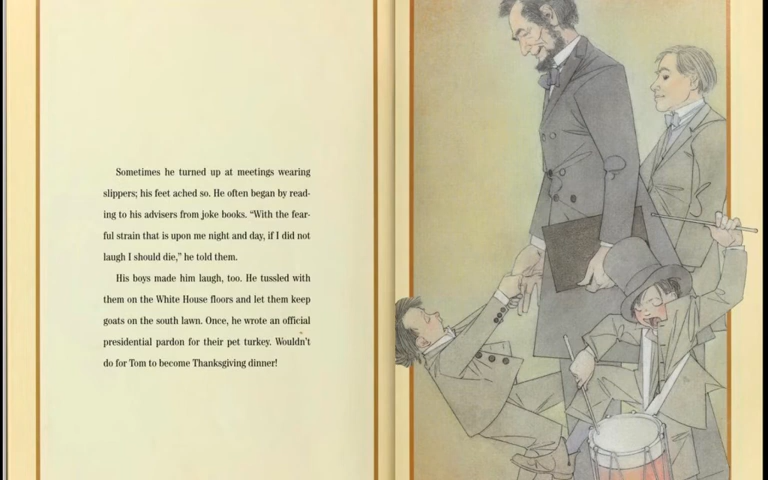 Sometimes he turned up at meetings wearing
slippers; his feet ached so. He often began by read-
ing to his advisers from joke books. “With the fear-
ful strain that is upon me night and day, if I did not
laugh I should die,” he told them.
His boys made him laugh, too. He tussled with
them on the White House floors and let them keep
goats on the south lawn. Once, he wrote an official
presidential pardon for their pet turkey. Wouldn’t
do for Tom to become Thanksgiving dinner!